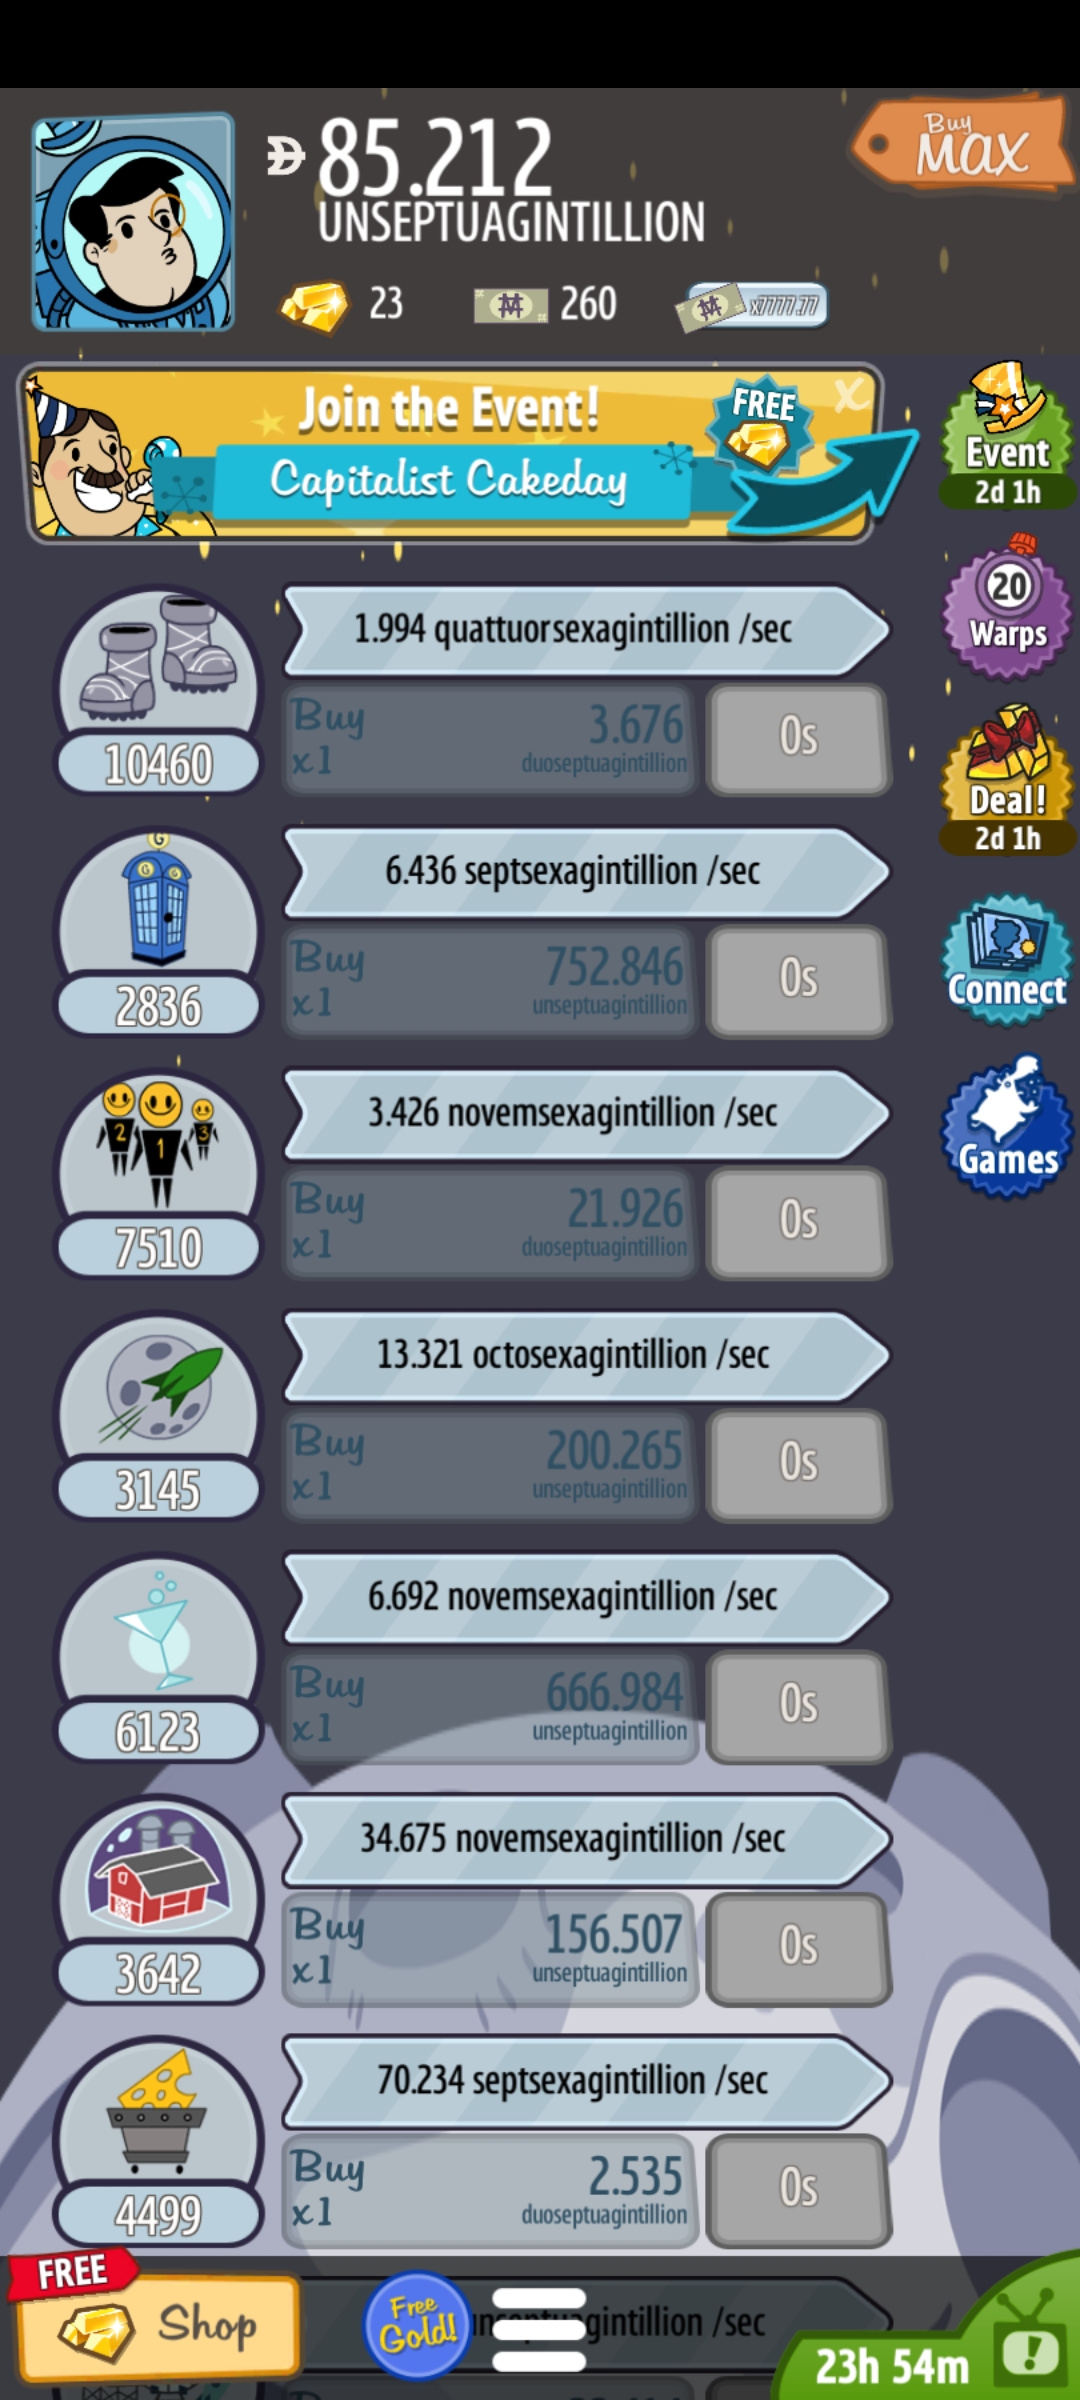 Buy
MAX
85.212
UNSEPTUAGINTILLION
23
260
x7777.77
Join the Event!
FREE
X
Capitalist Cakeday
Event
2d 1h
1.994 quattuorsexagintillion /sec
20
Warps
Buy
x1
3.676
duoseptuagintillion
0s
10460
Deal!
2d 1h
G
G G
6.436 septsexagintillion /sec
Buy
x1
752.846
unseptuagintillion
0s
2836
Connect
2 1 3
3.426 novemsexagintillion /sec
Games
Buy
x1
21.926
duoseptuagintillion
0s
7510
13.321 octosexagintillion /sec
Buy
x1
200.265
unseptuagintillion
0s
3145
6.692 novemsexagintillion /sec
Buy
x1
666.984
unseptuagintillion
0s
6123
34.675 novemsexagintillion /sec
Buy
x1
156.507
unseptuagintillion
0s
3642
70.234 septsexagintillion /sec
Buy
x1
2.535
duoseptuagintillion
0s
4499
FREE
Shop
Free
Gold!
gintillion /sec
23h 54m
!